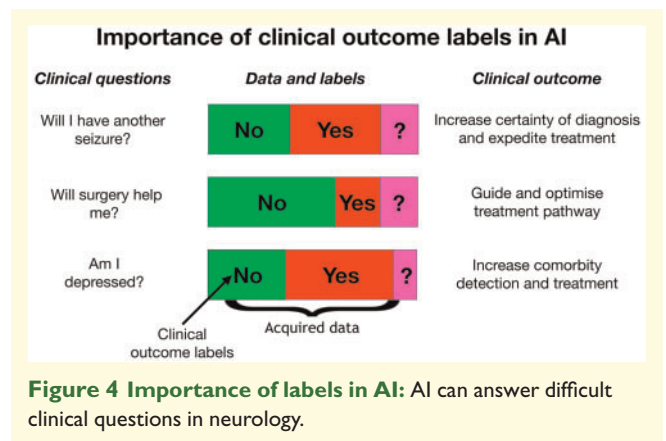 Importance of clinical outcome labels in AI
Clinical questions Data and labels Clinical outcome
Will I have another
seizure?
No Yes ?
Increase certainty of diagnosis
and expedite treatment
Will surgery help
me?
No Yes ?
Guide and optimise
treatment pathway
Am I
depressed?
No Yes ?
Increase comorbity
detection and treatment
Clinical
outcome labels
Acquired data
Figure 4 Importance of labels in AI: AI can answer difficult
clinical questions in neurology.